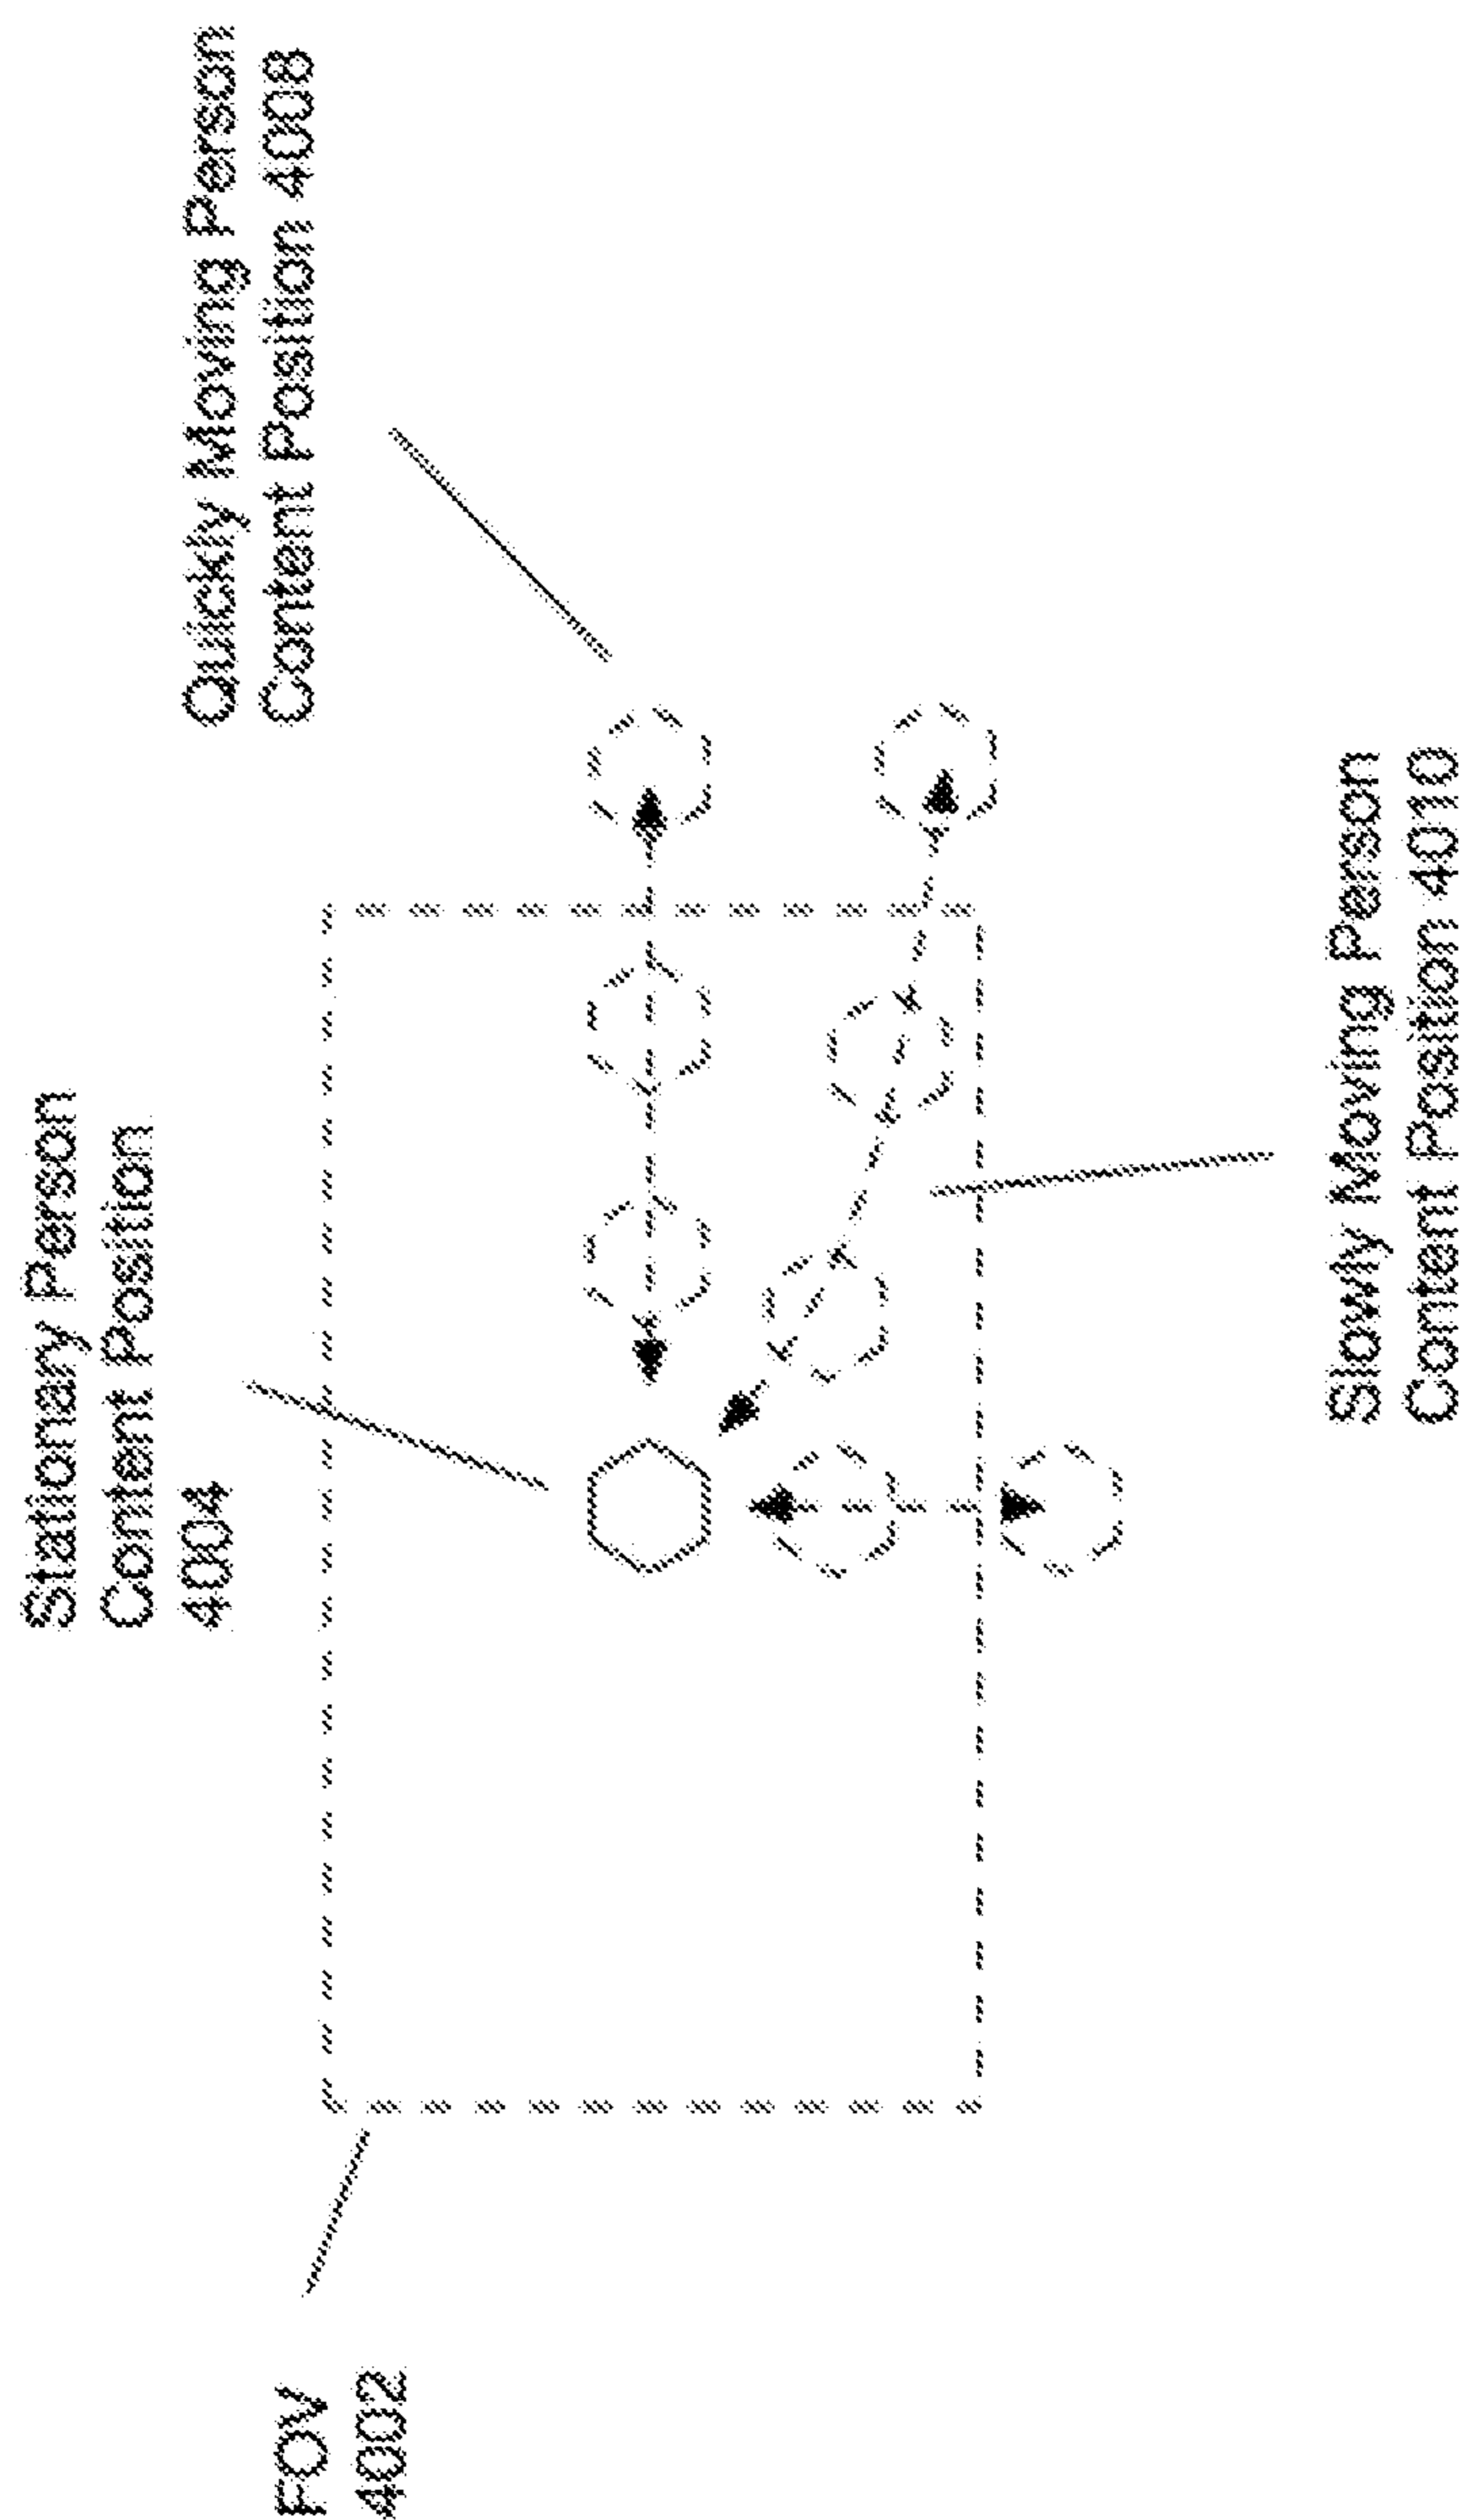 Stationary Person
Content Position
4004
Quickly Moving Person
Content Position 4008
FOV
4002
Slowly Moving Person
Content Position 4010